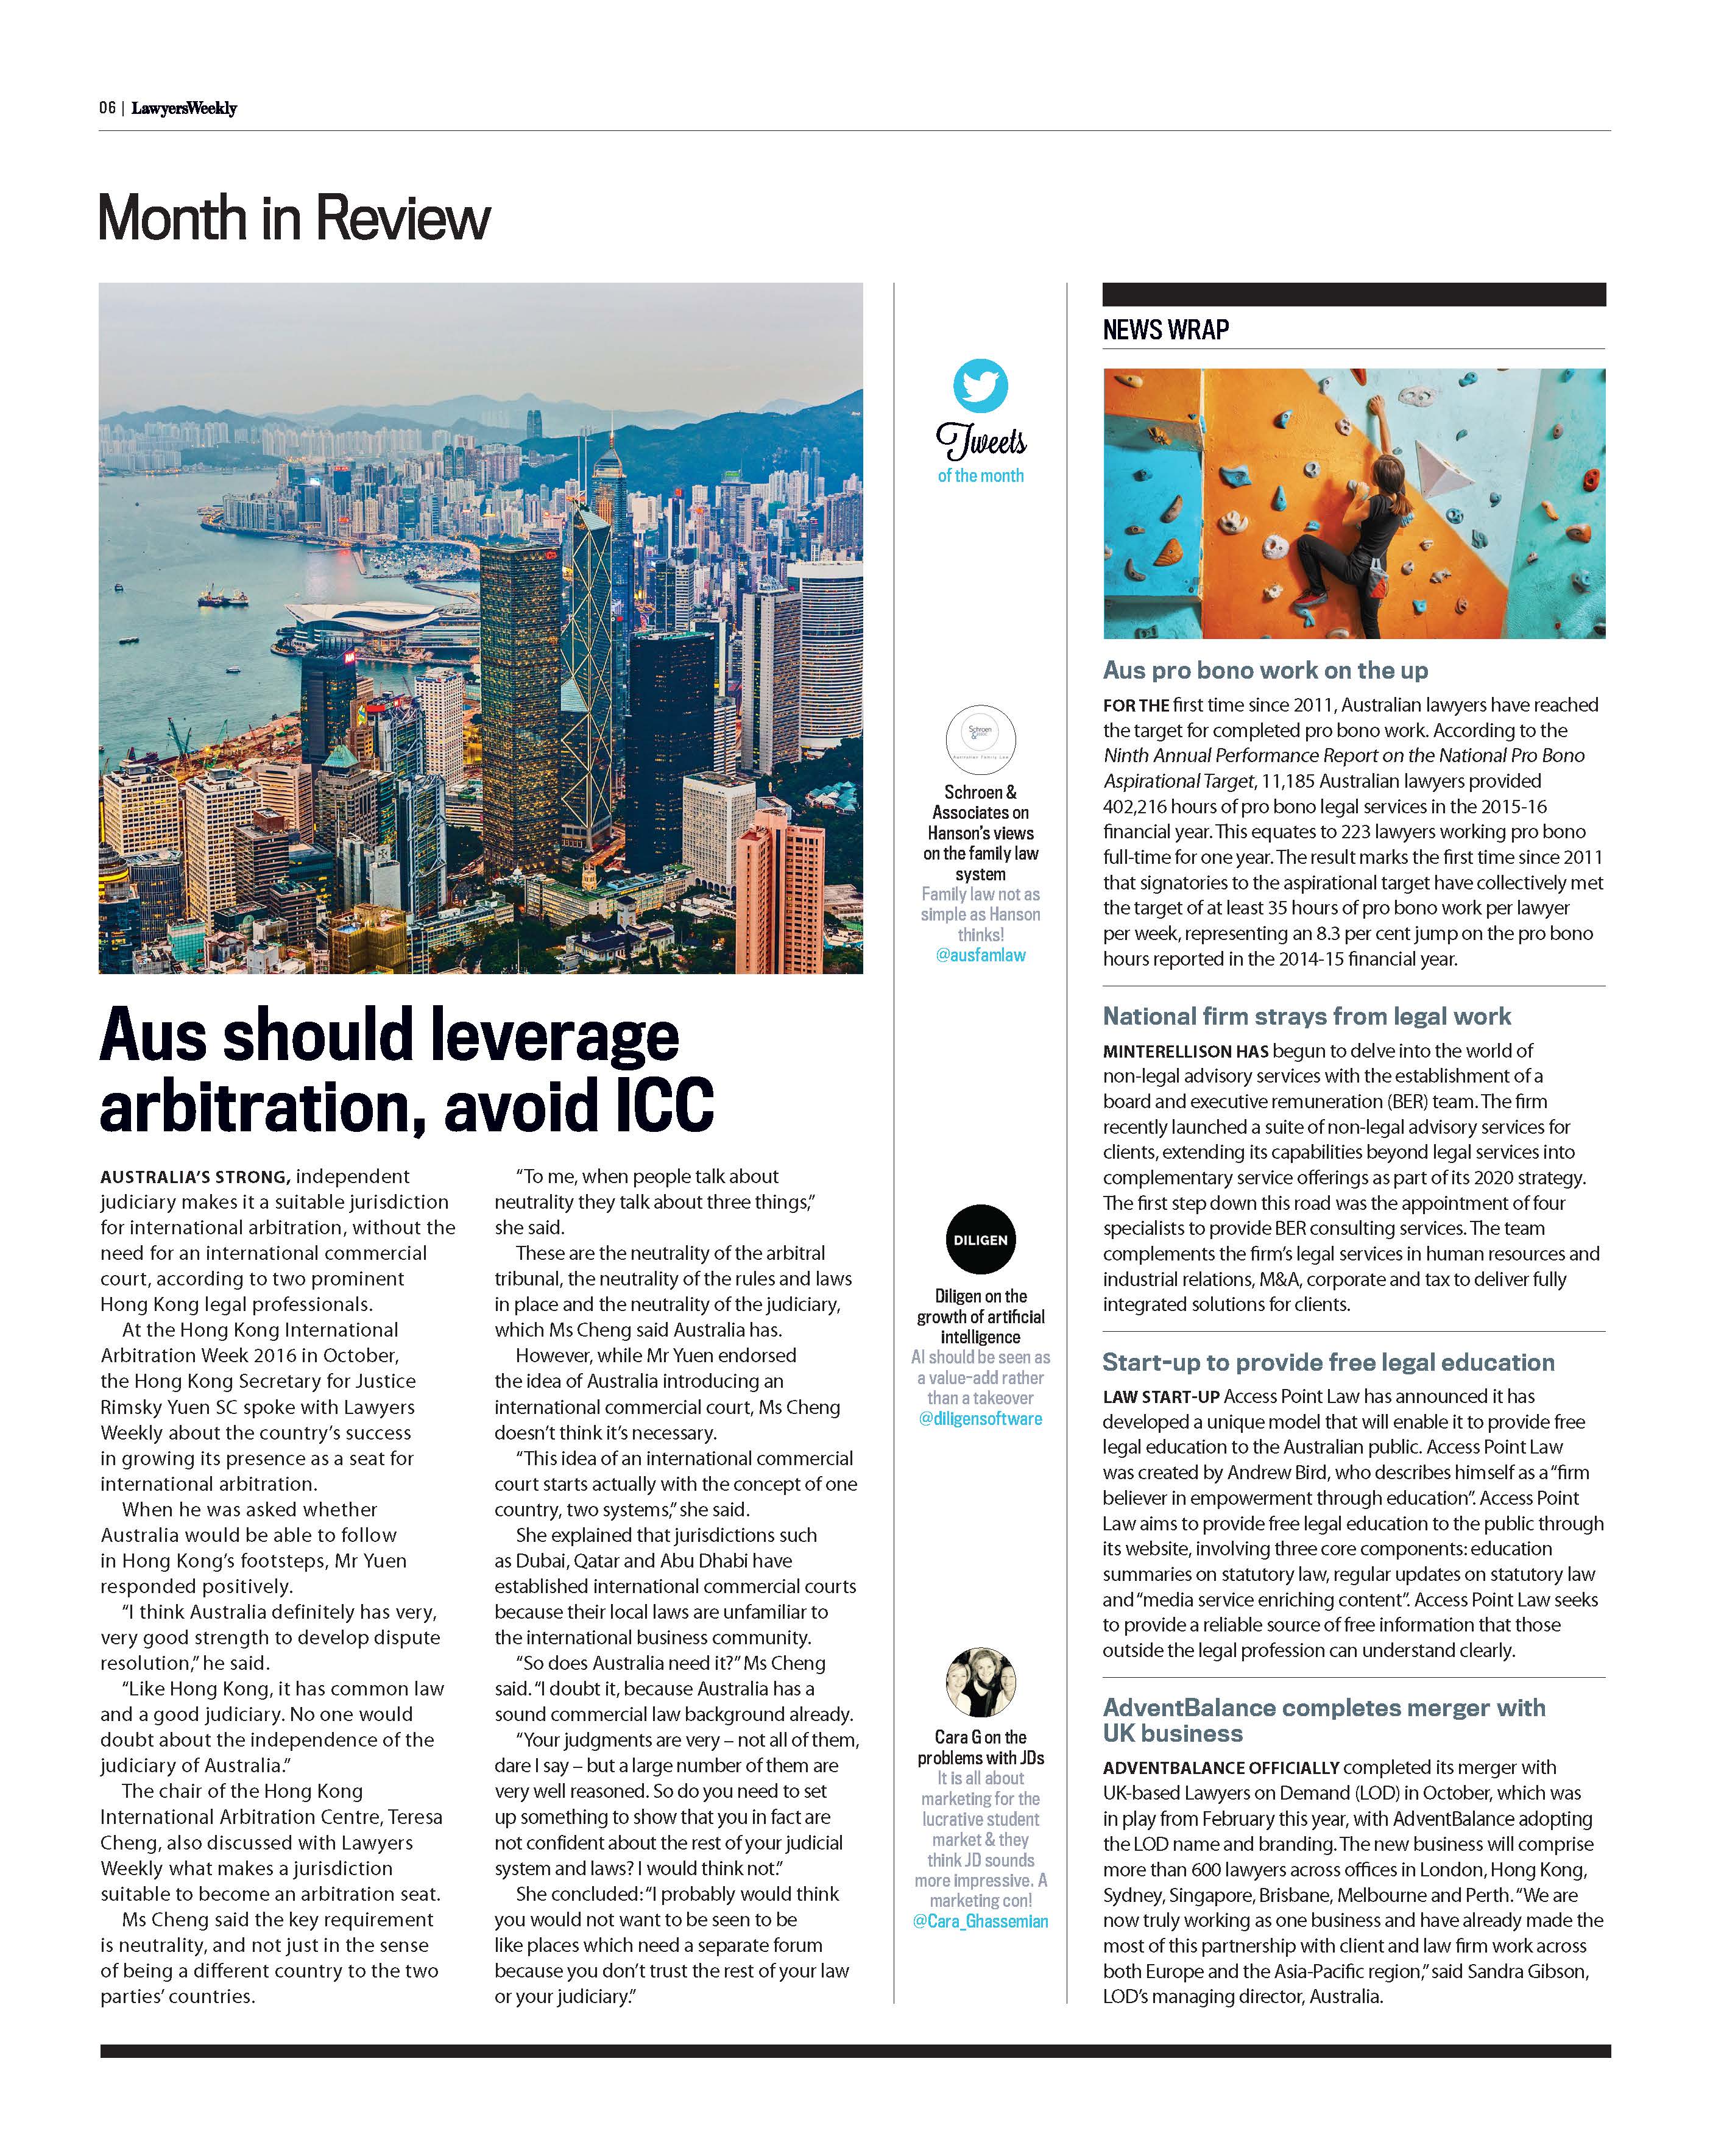 06 | LawyersWeekly
Month in Review
Aus should leverage
arbitration, avoid ICC
AUSTRALIA'S STRONG, independent
judiciary makes it a suitable jurisdiction
for international arbitration, without the
need for an international commercial
court, according to two prominent
Hong Kong legal professionals.
At the Hong Kong International
Arbitration Week 2016 in October,
the Hong Kong Secretary for Justice
Rimsky Yuen SC spoke with Lawyers
Weekly about the country's success
in growing its presence as a seat for
international arbitration.
When he was asked whether
Australia would be able to follow
in Hong Kong's footsteps, Mr Yuen
responded positively.
“I think Australia definitely has very,
very good strength to develop dispute
resolution,” he said.
“Like Hong Kong, it has common law
and a good judiciary. No one would
doubt about the independence of the
judiciary of Australia.”
The chair of the Hong Kong
International Arbitration Centre, Teresa
Cheng, also discussed with Lawyers
Weekly what makes a jurisdiction
suitable to become an arbitration seat.
Ms Cheng said the key requirement
is neutrality, and not just in the sense
of being a different country to the two
parties' countries.
“To me, when people talk about
neutrality they talk about three things,”
she said.
These are the neutrality of the arbitral
tribunal, the neutrality of the rules and laws
in place and the neutrality of the judiciary,
which Ms Cheng said Australia has.
However, while Mr Yuen endorsed
the idea of Australia introducing an
international commercial court, Ms Cheng
doesn't think it's necessary.
“This idea of an international commercial
court starts actually with the concept of one
country, two systems,” she said.
She explained that jurisdictions such
as Dubai, Qatar and Abu Dhabi have
established international commercial courts
because their local laws are unfamiliar to
the international business community.
“So does Australia need it?” Ms Cheng
said. “I doubt it, because Australia has a
sound commercial law background already.
“Your judgments are very – not all of them,
dare I say – but a large number of them are
very well reasoned. So do you need to set
up something to show that you in fact are
not confident about the rest of your judicial
system and laws? I would think not.”
She concluded: “I probably would think
you would not want to be seen to be
like places which need a separate forum
because you don't trust the rest of your law
or your judiciary.”
Tweets
of the month
Schroen
Schroen &
Associates on
Hanson's views
on the family law
system
Family law not as
simple as Hanson
thinks!
@ausfamlaw
DILIGEN
Diligen on the
growth of artificial
intelligence
AI should be seen as
a value-add rather
than a takeover
@diligensoftware
Cara G on the
problems with JDs
It is all about
marketing for the
lucrative student
market & they
think JD sounds
more impressive. A
marketing con!
@Cara_Ghassemian
NEWS WRAP
Aus pro bono work on the up
FOR THE first time since 2011, Australian lawyers have reached
the target for completed pro bono work. According to the
Ninth Annual Performance Report on the National Pro Bono
Aspirational Target, 11,185 Australian lawyers provided
402,216 hours of pro bono legal services in the 2015-16
financial year. This equates to 223 lawyers working pro bono
full-time for one year. The result marks the first time since 2011
that signatories to the aspirational target have collectively met
the target of at least 35 hours of pro bono work per lawyer
per week, representing an 8.3 per cent jump on the pro bono
hours reported in the 2014-15 financial year.
National firm strays from legal work
MINTERELLISON HAS begun to delve into the world of
non-legal advisory services with the establishment of a
board and executive remuneration (BER) team. The firm
recently launched a suite of non-legal advisory services for
clients, extending its capabilities beyond legal services into
complementary service offerings as part of its 2020 strategy.
The first step down this road was the appointment of four
specialists to provide BER consulting services. The team
complements the firm's legal services in human resources and
industrial relations, M&A, corporate and tax to deliver fully
integrated solutions for clients.
Start-up to provide free legal education
LAW START-UP Access Point Law has announced it has
developed a unique model that will enable it to provide free
legal education to the Australian public. Access Point Law
was created by Andrew Bird, who describes himself as a “firm
believer in empowerment through education”. Access Point
Law aims to provide free legal education to the public through
its website, involving three core components: education
summaries on statutory law, regular updates on statutory law
and “media service enriching content”. Access Point Law seeks
to provide a reliable source of free information that those
outside the legal profession can understand clearly.
AdventBalance completes merger with
UK business
ADVENTBALANCE OFFICIALLY completed its merger with
UK-based Lawyers on Demand (LOD) in October, which was
in play from February this year, with AdventBalance adopting
the LOD name and branding. The new business will comprise
more than 600 lawyers across offices in London, Hong Kong,
Sydney, Singapore, Brisbane, Melbourne and Perth. “We are
now truly working as one business and have already made the
most of this partnership with client and law firm work across
both Europe and the Asia-Pacific region,” said Sandra Gibson,
LOD's managing director, Australia.